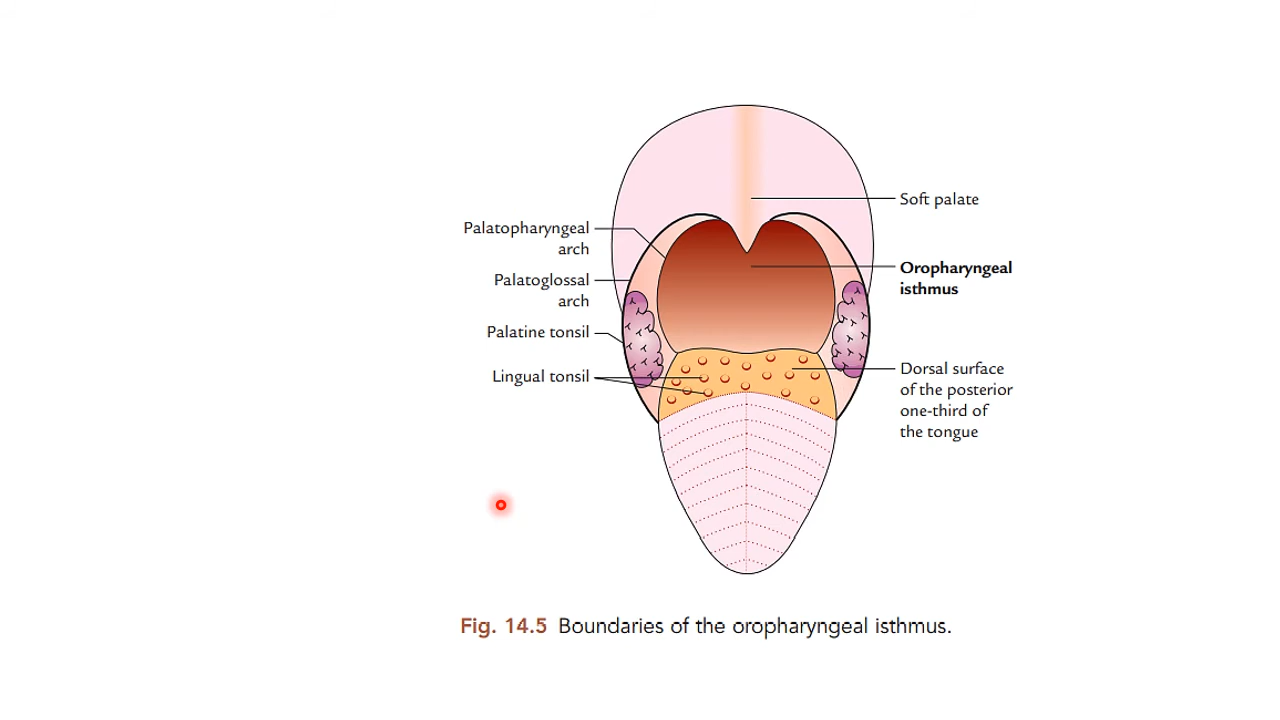 Soft palate
Palatopharyngeal
arch
Oropharyngeal
isthmus
Palatoglossal
arch
Palatine tonsil
Lingual tonsil
Dorsal surface
of the posterior
one-third of
the tongue
Fig. 14.5 Boundaries of the oropharyngeal isthmus.